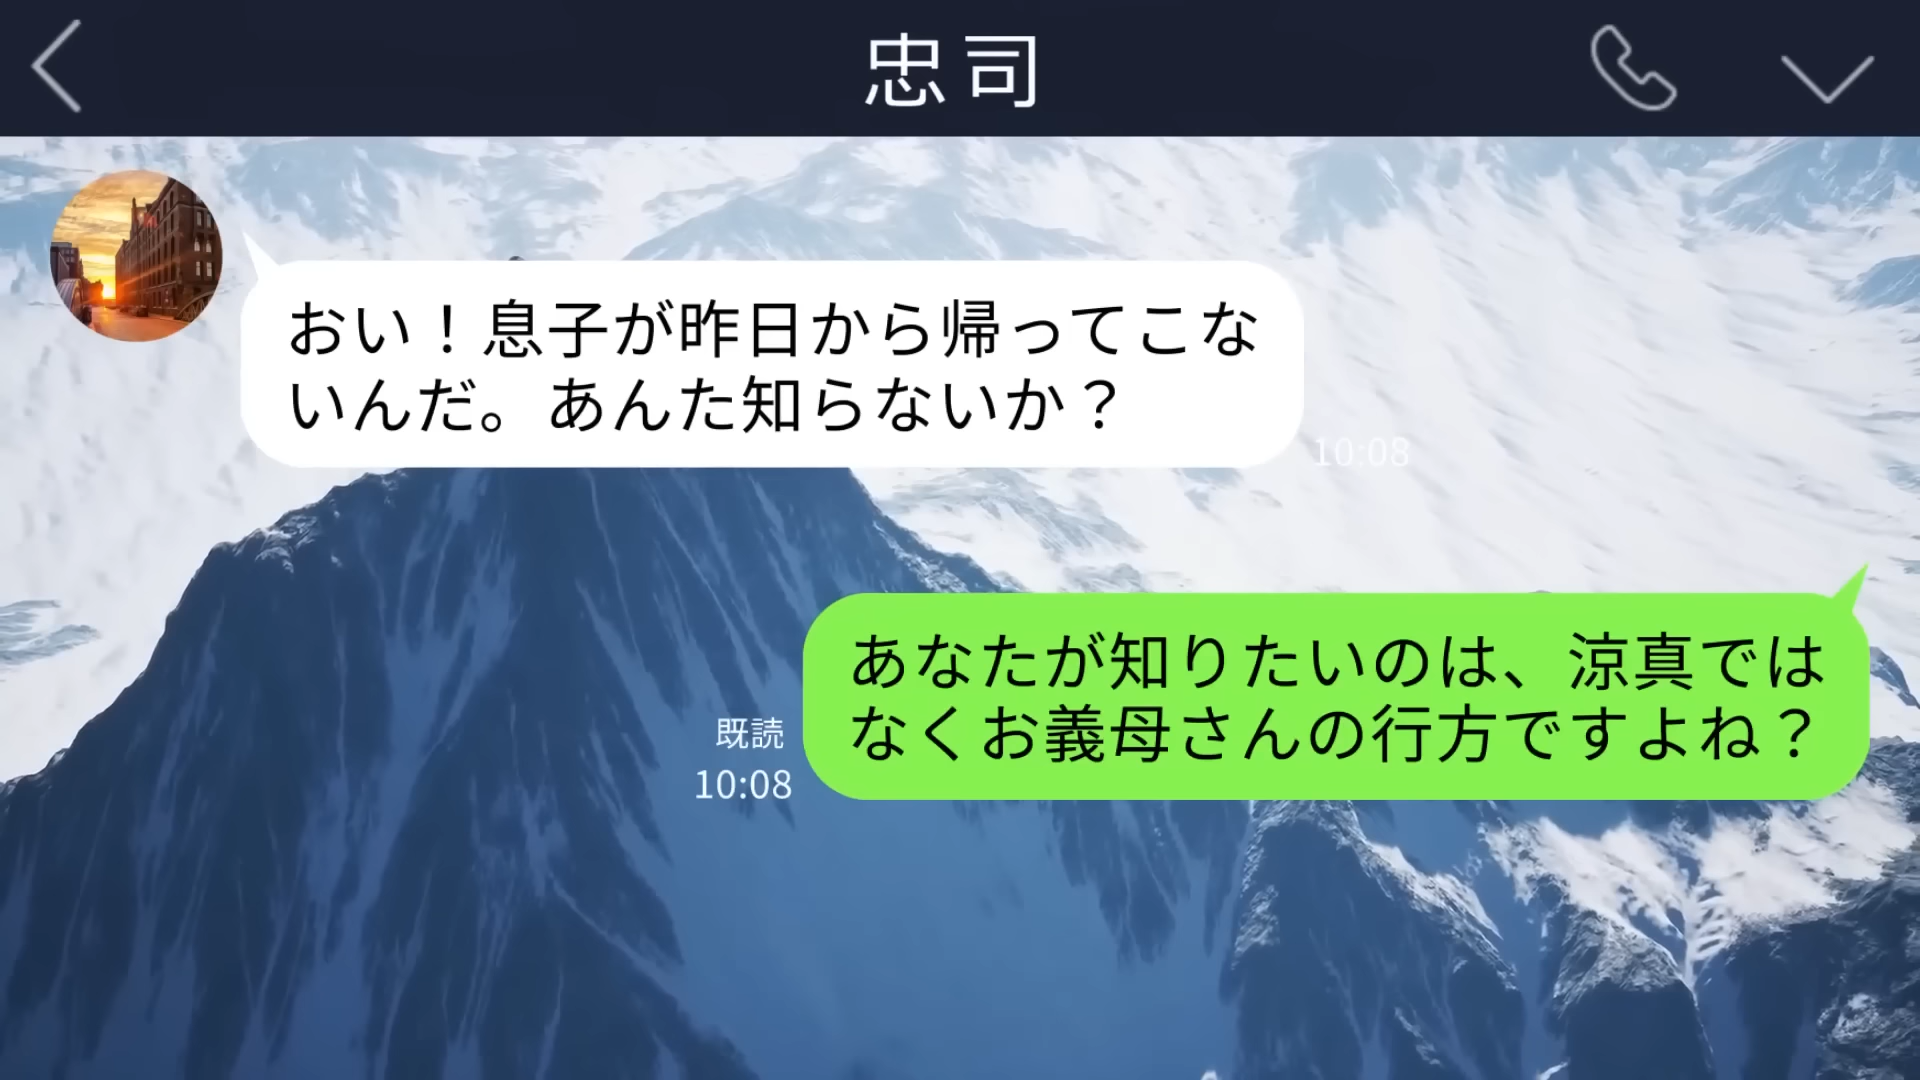 忠司
おい！息子が昨日から帰ってこな
いんだ。あんた知らないか？
10:08
あなたが知りたいのは、涼真では
なくお義母さんの行方ですよね？
既読
10:08